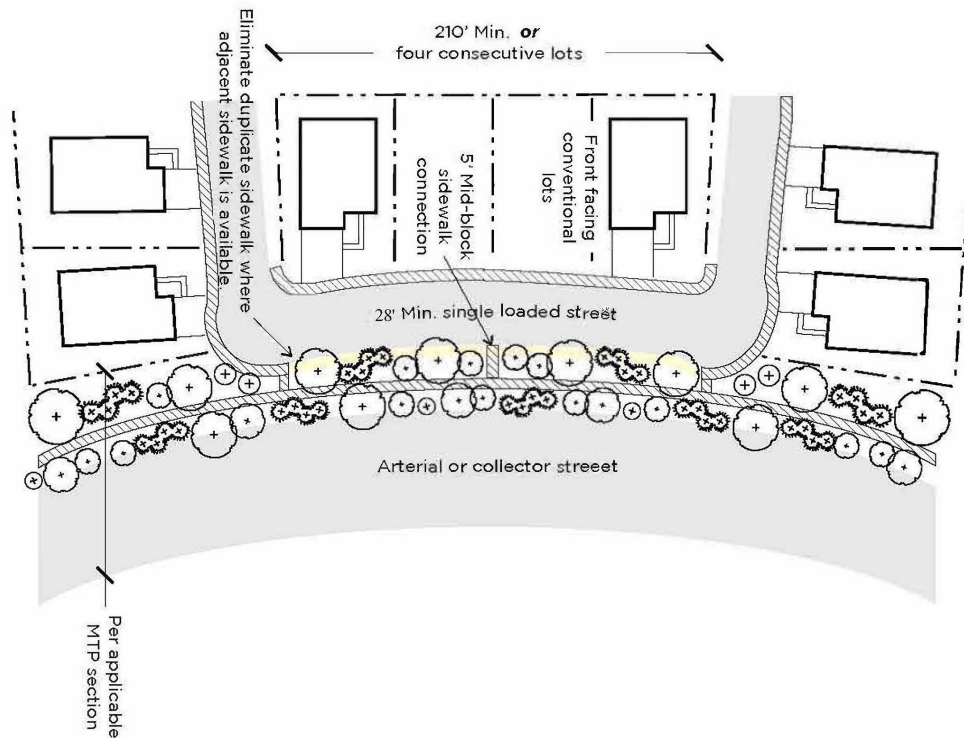 210' Min. or
four consecutive lots
Eliminate duplicate sidewalk where
adjacent sidewalk is available.
5' Mid-block
sidewalk
connection
Front facing
conventional
lots
28' Min. single loaded street
Arterial or collector streeet
Per applicable
MTP section